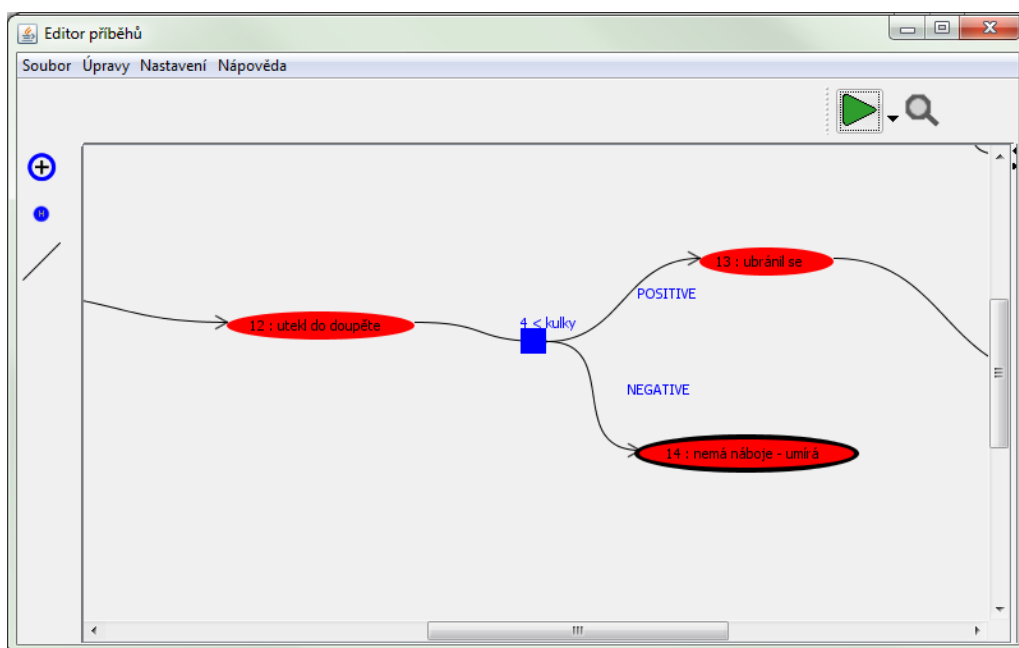 Editor příběhů
Soubor Úpravy Nastavení Nápověda
H
13 : ubránil se
POSITIVE
4 < kulky
12 : utekl do doupěte
NEGATIVE
14 : nemá náboje - umírá